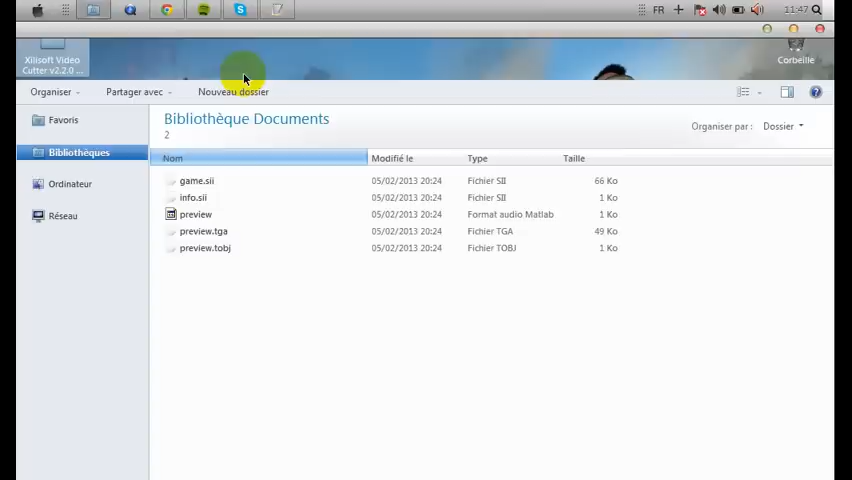 FR
11:47
Xilisoft Video
Cutter v2.2.0 ...
Corbeille
Organiser
Partager avec
Nouveau dossier
Favoris
Bibliothèques
Ordinateur
Réseau
Bibliothèque Documents
2
Organiser par :
Dossier
Nom
Modifié le
Type
Taille
game.sii
05/02/2013 20:24
Fichier SII
66 Ko
info.sii
05/02/2013 20:24
Fichier SII
1 Ko
preview
05/02/2013 20:24
Format audio Matlab
1 Ko
preview.tga
05/02/2013 20:24
Fichier TGA
49 Ko
preview.tobj
05/02/2013 20:24
Fichier TOBJ
1 Ko